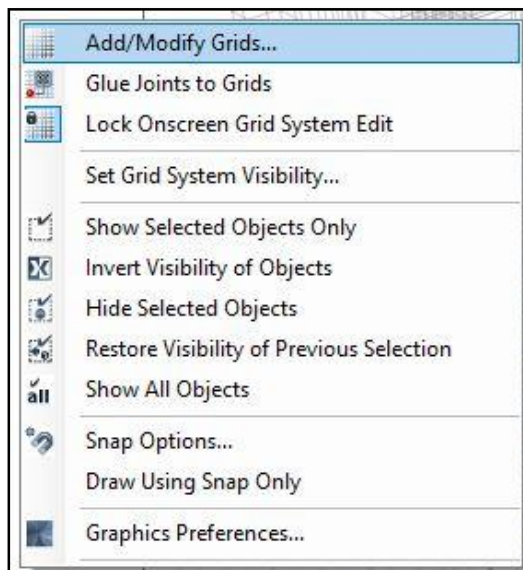 Add/Modify Grids...
Glue Joints to Grids
Lock Onscreen Grid System Edit
Set Grid System Visibility...
Show Selected Objects Only
Invert Visibility of Objects
Hide Selected Objects
Restore Visibility of Previous Selection
all Show All Objects
Snap Options...
Draw Using Snap Only
Graphics Preferences...